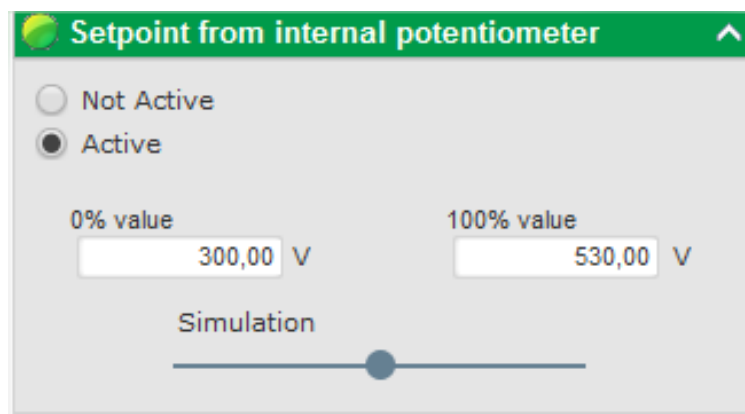 Setpoint from internal potentiometer
Not Active
Active
0% value 100% value
300,00 V 530,00 V
Simulation